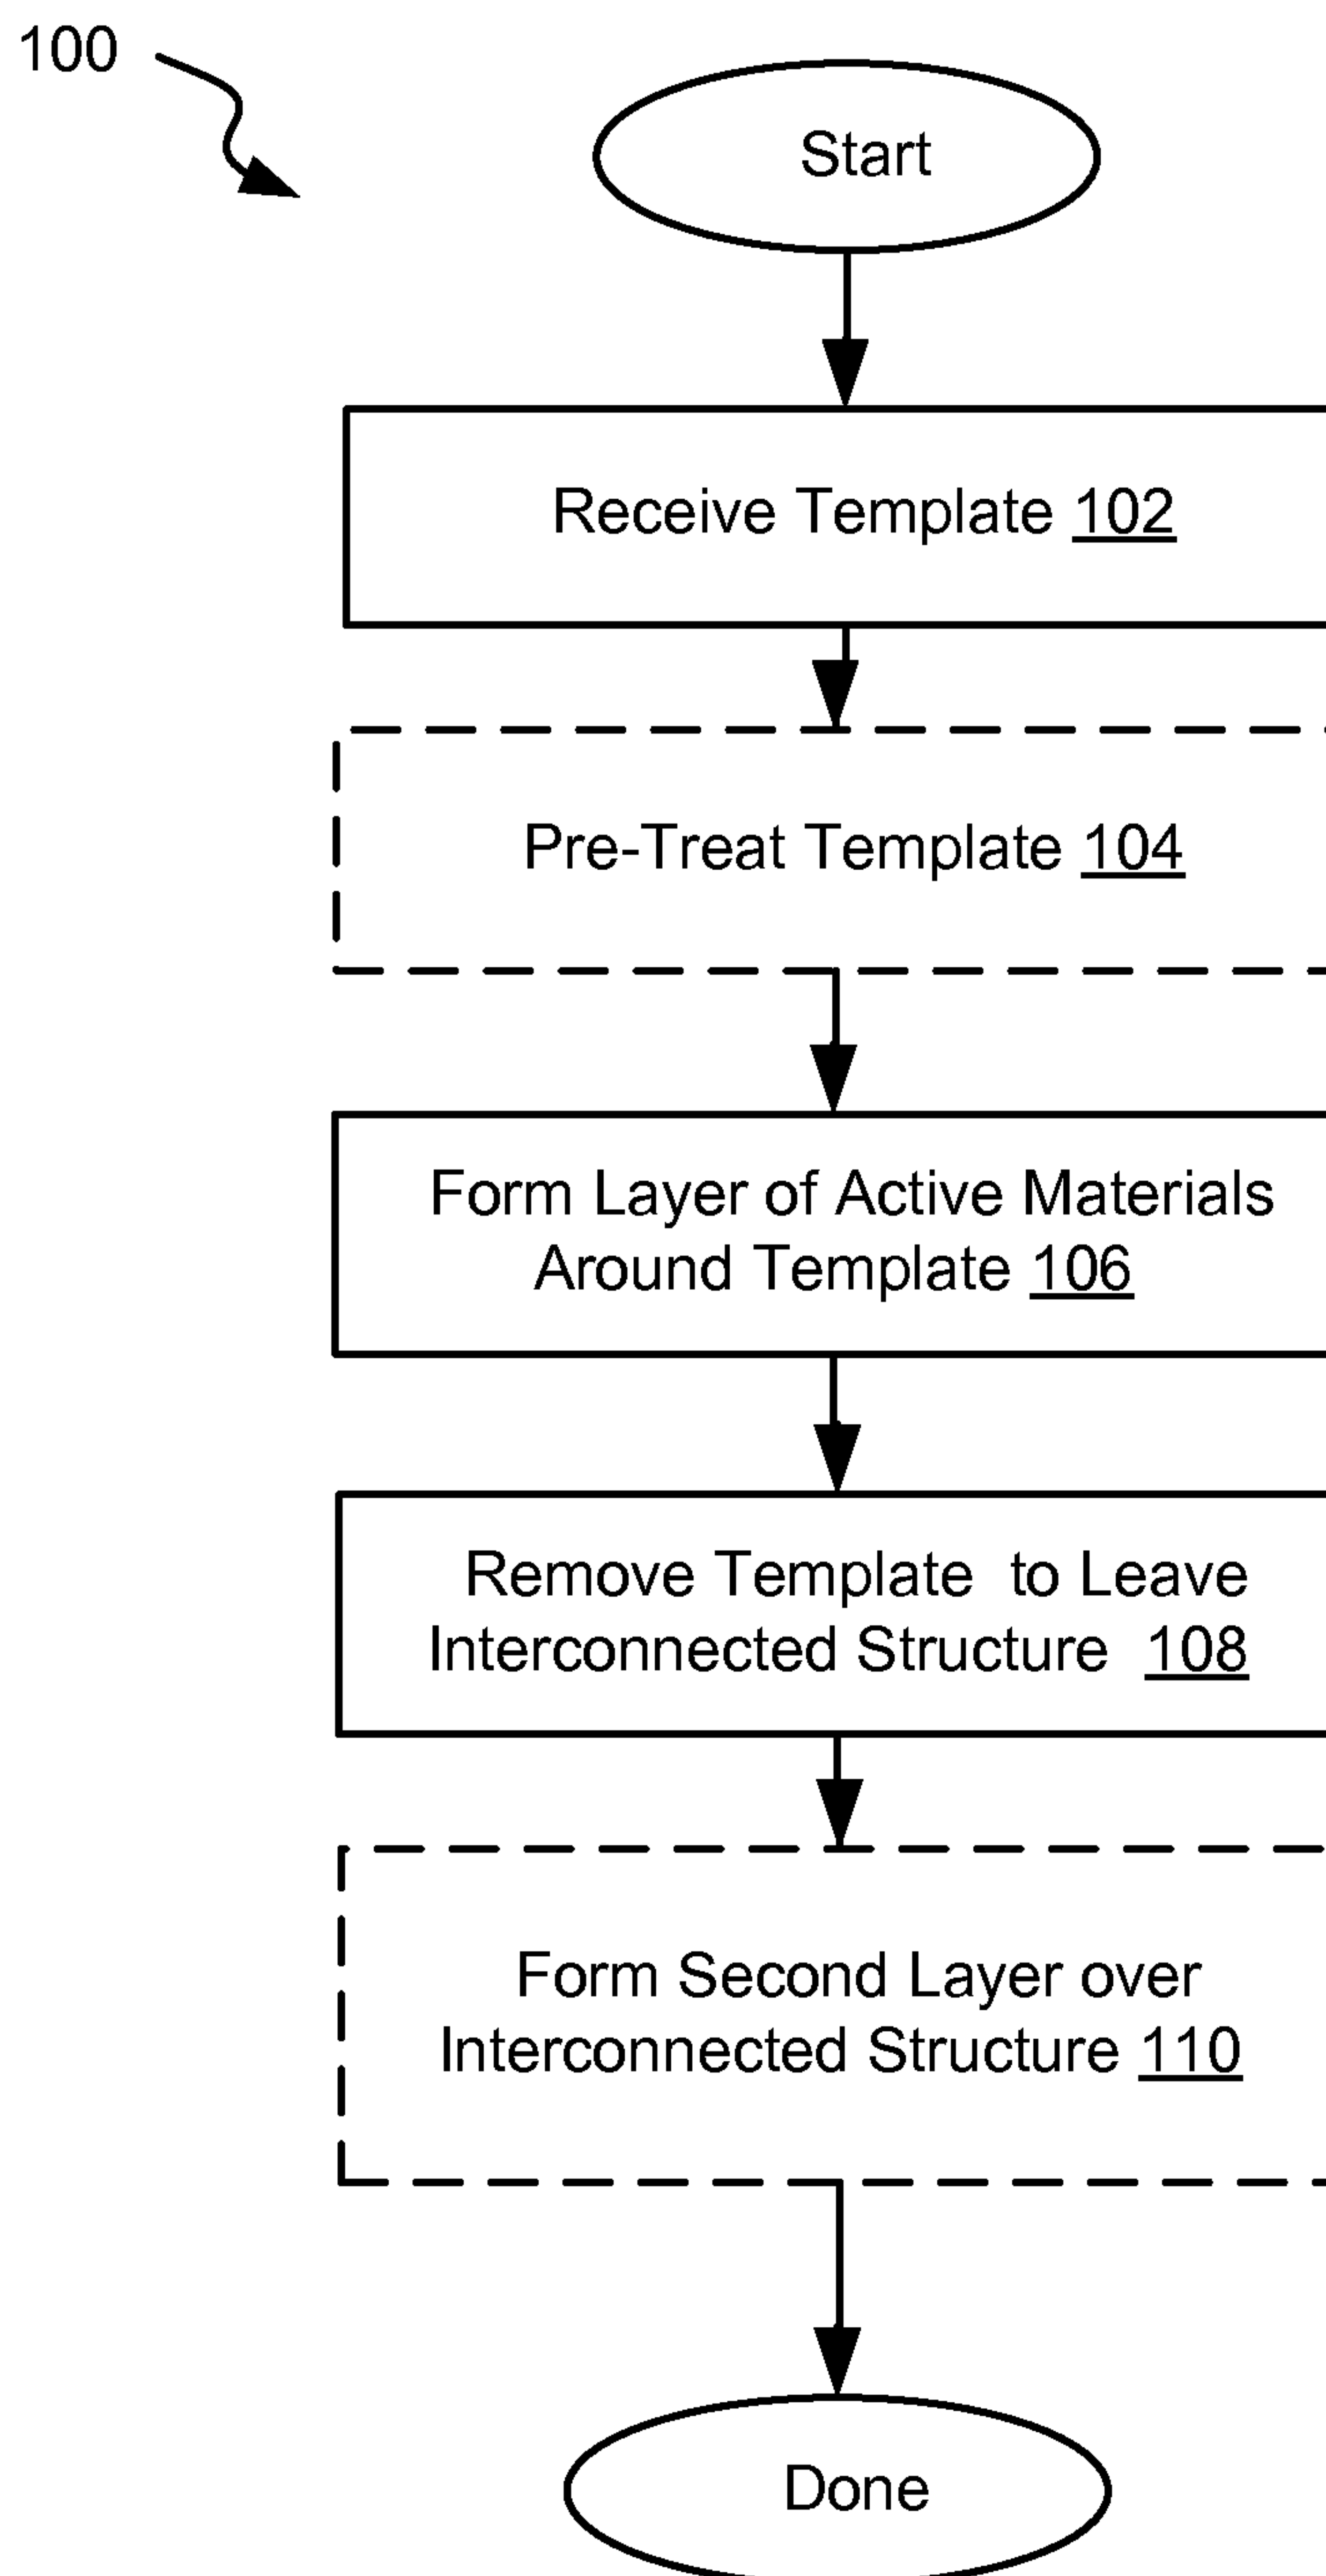 100
Start
Receive Template 102
Pre-Treat Template 104
Form Layer of Active Materials
Around Template 106
Remove Template to Leave
Interconnected Structure 108
Form Second Layer over
Interconnected Structure 110
Done